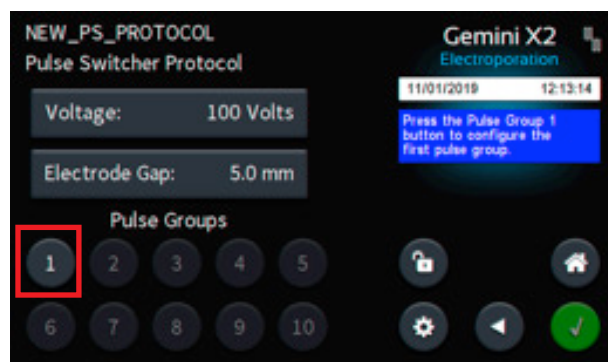 NEW_PS_PROTOCOL
Pulse Switcher Protocol
Voltage: 100 Volts
Electrode Gap: 5.0 mm
Pulse Groups
1 2 3 4 5
6 7 8 9 10
Gemini X2
Electroporation
11/01/2019 12:13:14
Press the Pulse Group 1
button to configure the
first pulse group.